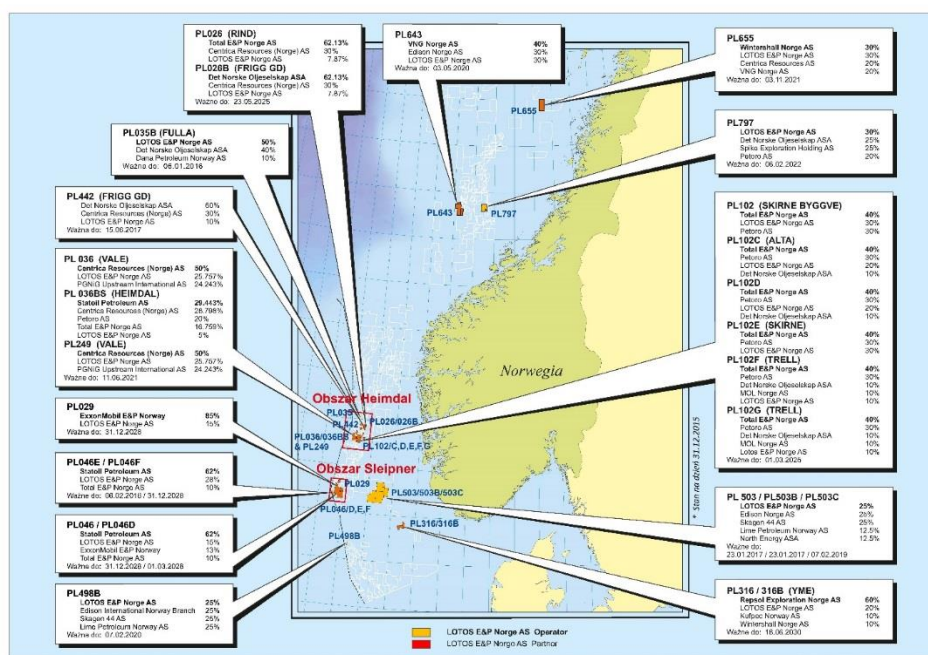 PL026 (RIND)
Total E&P Norge AS 62.13%
Centrica Resources (Norge) AS 30%
LOTOS E&P Norge AS 7.87%
PL026B (FRIGG GD)
Det Norske Oljeselskap ASA 62.13%
Centrica Resources (Norge) AS 30%
LOTOS E&P Norge AS 7.87%
Ważne do: 23.05.2025
PL643
VNG Norge AS 40%
Edison Norge AS 30%
LOTOS E&P Norge AS 30%
Ważna do: 03.05.2020
PL655
Wintershall Norge AS 30%
LOTOS E&P Norge AS 30%
Centrica Resources AS 20%
VNG Norge AS 20%
Ważna do: 03.11.2021
PL035B (FULLA)
LOTOS E&P Norge AS 50%
Det Norske Oljeselskap ASA 40%
Dana Petroleum Norway AS 10%
Ważna do: 06.01.2016
PL797
LOTOS E&P Norge AS 30%
Det Norske Oljeselskap ASA 25%
Spike Exploration Holding AS 25%
Petoro AS 20%
Ważna do: 06.02.2022
PL442 (FRIGG GD)
Det Norske Oljeselskap ASA 60%
Centrica Resources (Norge) AS 30%
LOTOS E&P Norge AS 10%
Ważna do: 15.06.2017
PL 036 (VALE)
Centrica Resources (Norge) AS 50%
LOTOS E&P Norge AS 25.757%
PGNiG Upstream International AS 24.243%
PL 036BS (HEIMDAL)
Statoil Petroleum AS 29.443%
Centrica Resources (Norge) AS 28.798%
Petoro AS 20%
Total E&P Norge AS 16.759%
LOTOS E&P Norge AS 5%
PL249 (VALE)
Centrica Resources (Norge) AS 50%
LOTOS E&P Norge AS 25.757%
PGNiG Upstream International AS 24.243%
Ważne do: 11.06.2021
PL102 (SKIRNE BYGGVE)
Total E&P Norge AS 40%
LOTOS E&P Norge AS 30%
Petoro AS 30%
PL102C (ALTA)
Total E&P Norge AS 40%
Petoro AS 30%
LOTOS E&P Norge AS 20%
Det Norske Oljeselskap ASA 10%
PL102D
Total E&P Norge AS 40%
Petoro AS 30%
LOTOS E&P Norge AS 20%
Det Norske Oljeselskap ASA 10%
PL102E (SKIRNE)
Total E&P Norge AS 40%
Petoro AS 30%
LOTOS E&P Norge AS 30%
PL102F (TRELL)
Total E&P Norge AS 40%
Petoro AS 30%
Det Norske Oljeselskap ASA 10%
MOL Norge AS 10%
LOTOS E&P Norge AS 10%
PL102G (TRELL)
Total E&P Norge AS 40%
Petoro AS 30%
Det Norske Oljeselskap ASA 10%
MOL Norge AS 10%
Lotos E&P Norge AS 10%
Ważne do: 01.03.2025
PL029
ExxonMobil E&P Norway 85%
LOTOS E&P Norge AS 15%
Ważna do: 31.12.2028
PL046E / PL046F
Statoil Petroleum AS 62%
LOTOS E&P Norge AS 28%
Total E&P Norge AS 10%
Ważne do: 06.02.2018 / 31.12.2028
PL046 / PL046D
Statoil Petroleum AS 62%
LOTOS E&P Norge AS 15%
ExxonMobil E&P Norway 13%
Total E&P Norge AS 10%
Ważne do: 31.12.2028 / 01.03.2028
PL498B
LOTOS E&P Norge AS 25%
Edison International Norway Branch 25%
Skagen 44 AS 25%
Lime Petroleum Norway AS 25%
Ważna do: 07.02.2020
PL 503 / PL503B / PL503C
LOTOS E&P Norge AS 25%
Edison Norge AS 25%
Skagen 44 AS 25%
Lime Petroleum Norway AS 12.5%
North Energy ASA 12.5%
Ważne do:
23.01.2017 / 23.01.2017 / 07.02.2019
PL316 / 316B (YME)
Repsol Exploration Norge AS 60%
LOTOS E&P Norge AS 20%
Kufpec Norway AS 10%
Wintershall Norge AS 10%
Ważne do: 18.06.2030
PL655
PL643
PL797
Norwegia
Obszar Heimdal
PL035
PL442
PL026/026B
PL036/036BS
& PL249
PL102/C,D,E,F,G
Obszar Sleipner
PL029
PL503/503B/503C
PL046/D,E,F
PL316/316B
PL498B
* Stan na dzień 31.12.2015
LOTOS E&P Norge AS Operator
LOTOS E&P Norge AS Partner